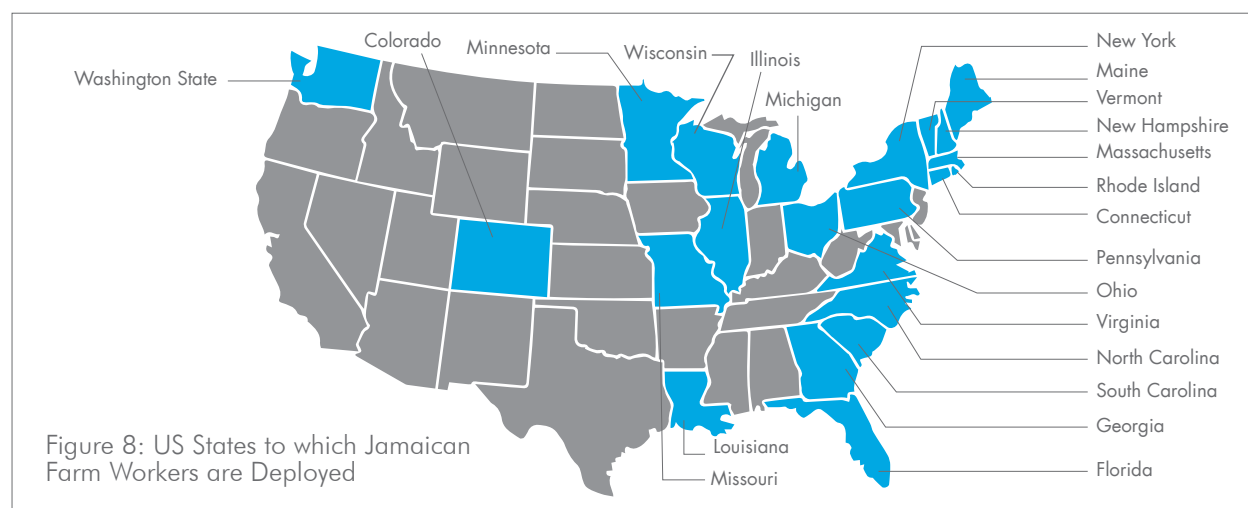 Colorado
Minnesota
Wisconsin
Illinois
Washington State
Michigan
New York
Maine
Vermont
New Hampshire
Massachusetts
Rhode Island
Connecticut
Pennsylvania
Ohio
Virginia
North Carolina
South Carolina
Georgia
Florida
Louisiana
Missouri
Figure 8: US States to which Jamaican
Farm Workers are Deployed